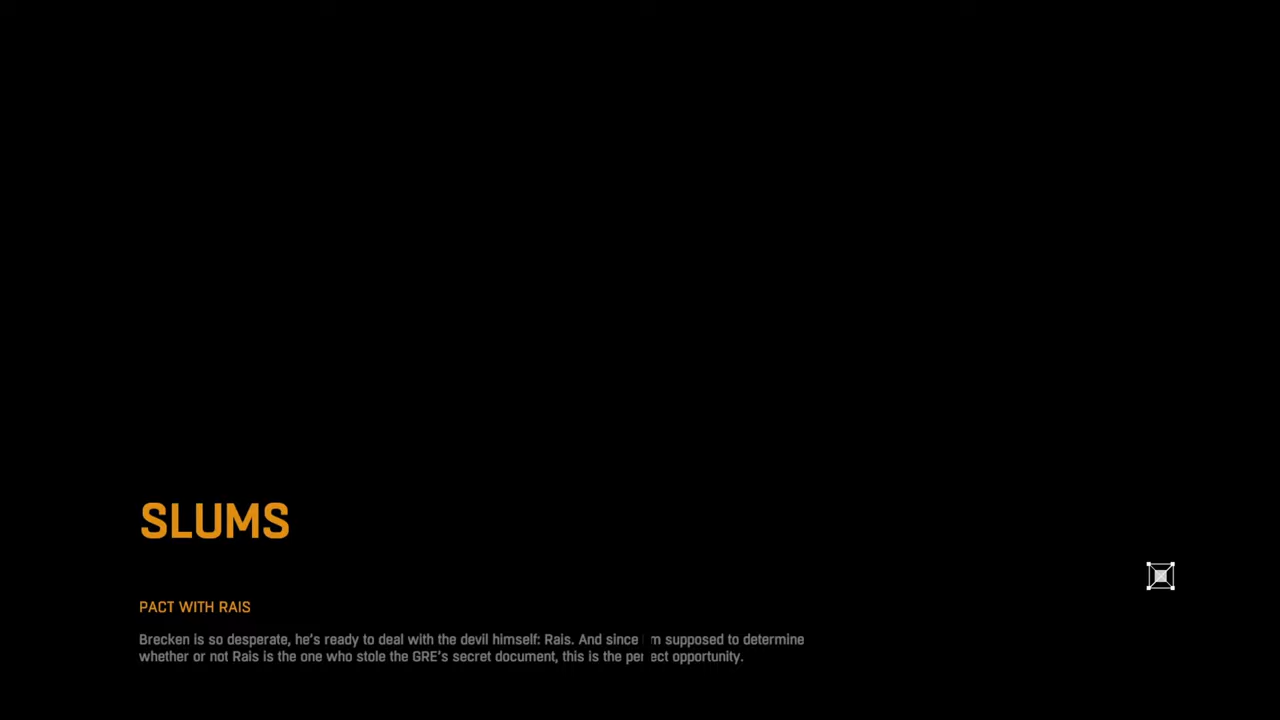 SLUMS
PACT WITH RAIS
Brecken is so desperate, he's ready to deal with the devil himself: Rais. And since I'm supposed to determine
whether or not Rais is the one who stole the GRE's secret document, this is the perfect opportunity.